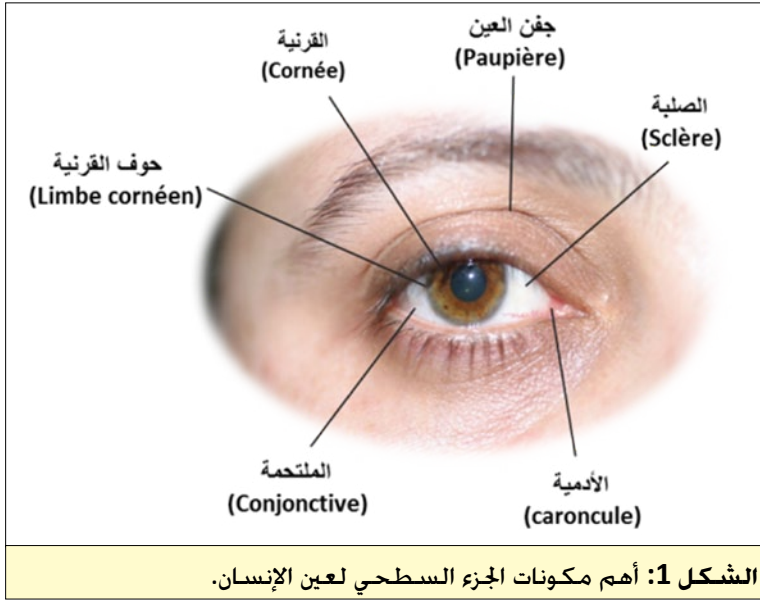 جفن العين
(Paupière)
القرنية
(Cornée)
الصلبة
(Sclère)
حوف القرنية
(Limbe cornéen)
الملتحمة
(Conjonctive)
الأدمية
(caroncule)
الشكل 1: أهم مكونات الجزء السطحي لعين الإنسان.